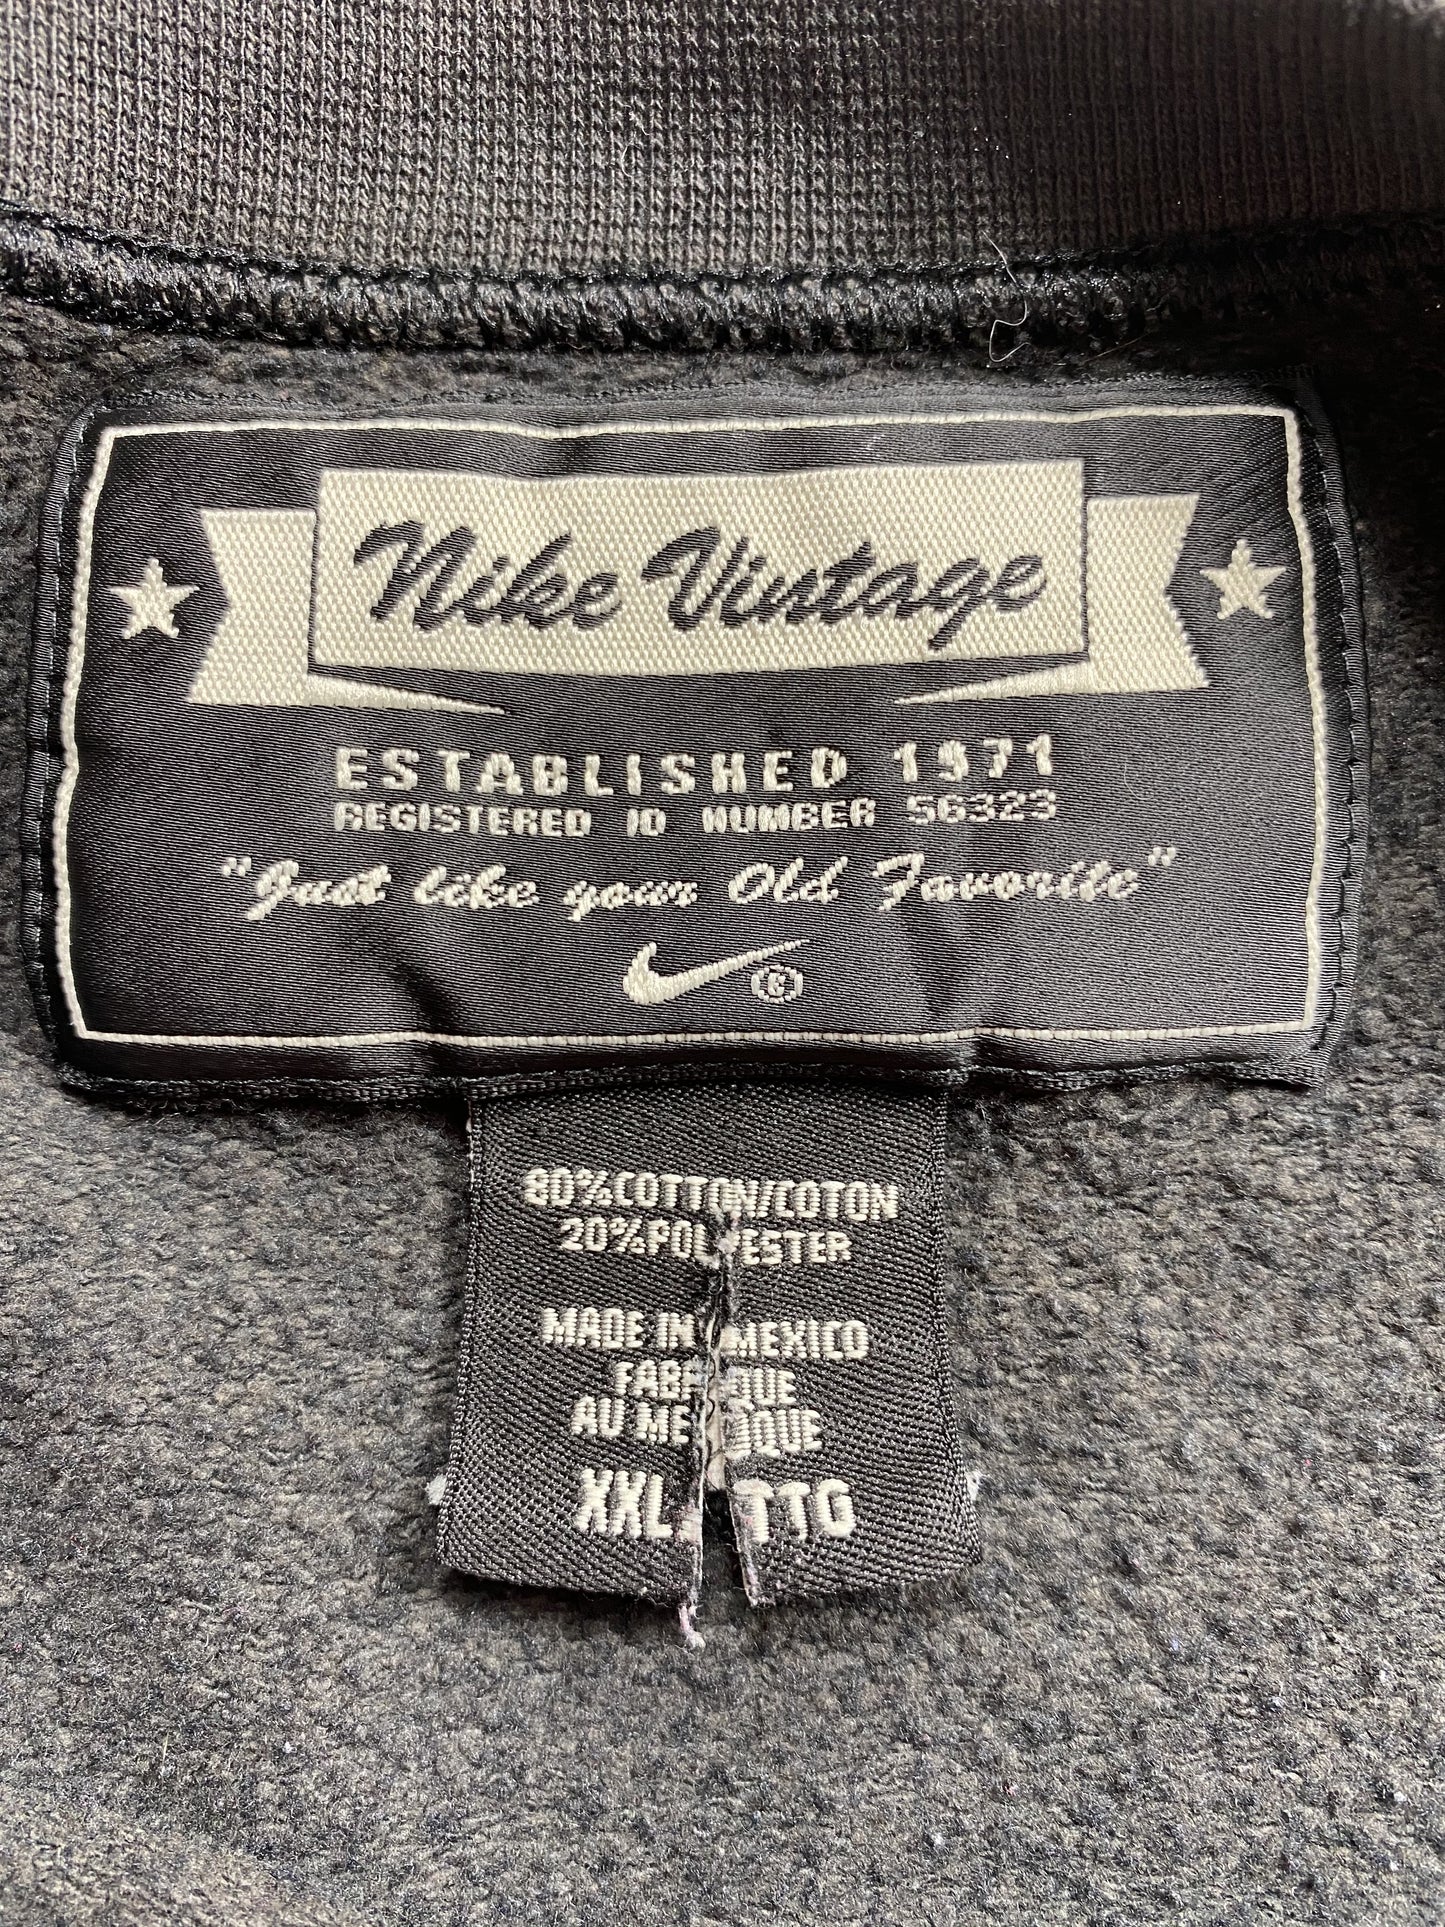 Nike Vintage
ESTABLISHED 1971
REGISTERED ID NUMBER 56323
"Just like your Old Favorite"
80%COTTON/COTON
20%POLYESTER
MADE IN MEXICO
FABRIQUE
AU MEXIQUE
XXL/TTG